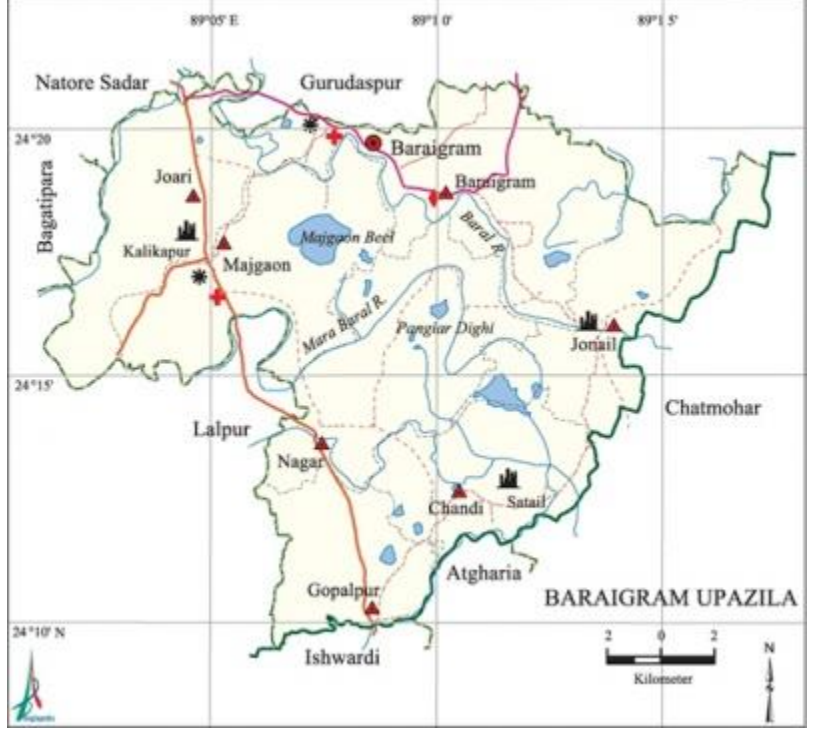 89°05' E
89°1 0'
89°1 5'
Natore Sadar
Gurudaspur
24°20
Baraigram
Bagatipara
Joari
Baraigram
Kalikapur
Majgaon
Majgaon Beel
Baral R.
Mara Baral R.
Pangiar Dighi
Jonail
24°15'
Lalpur
Chatmohar
Nagar
Chandi
Satail
Atgharia
Gopalpur
BARAIGRAM UPAZILA
24°10' N
Ishwardi
2 0 2
Kilometer
N